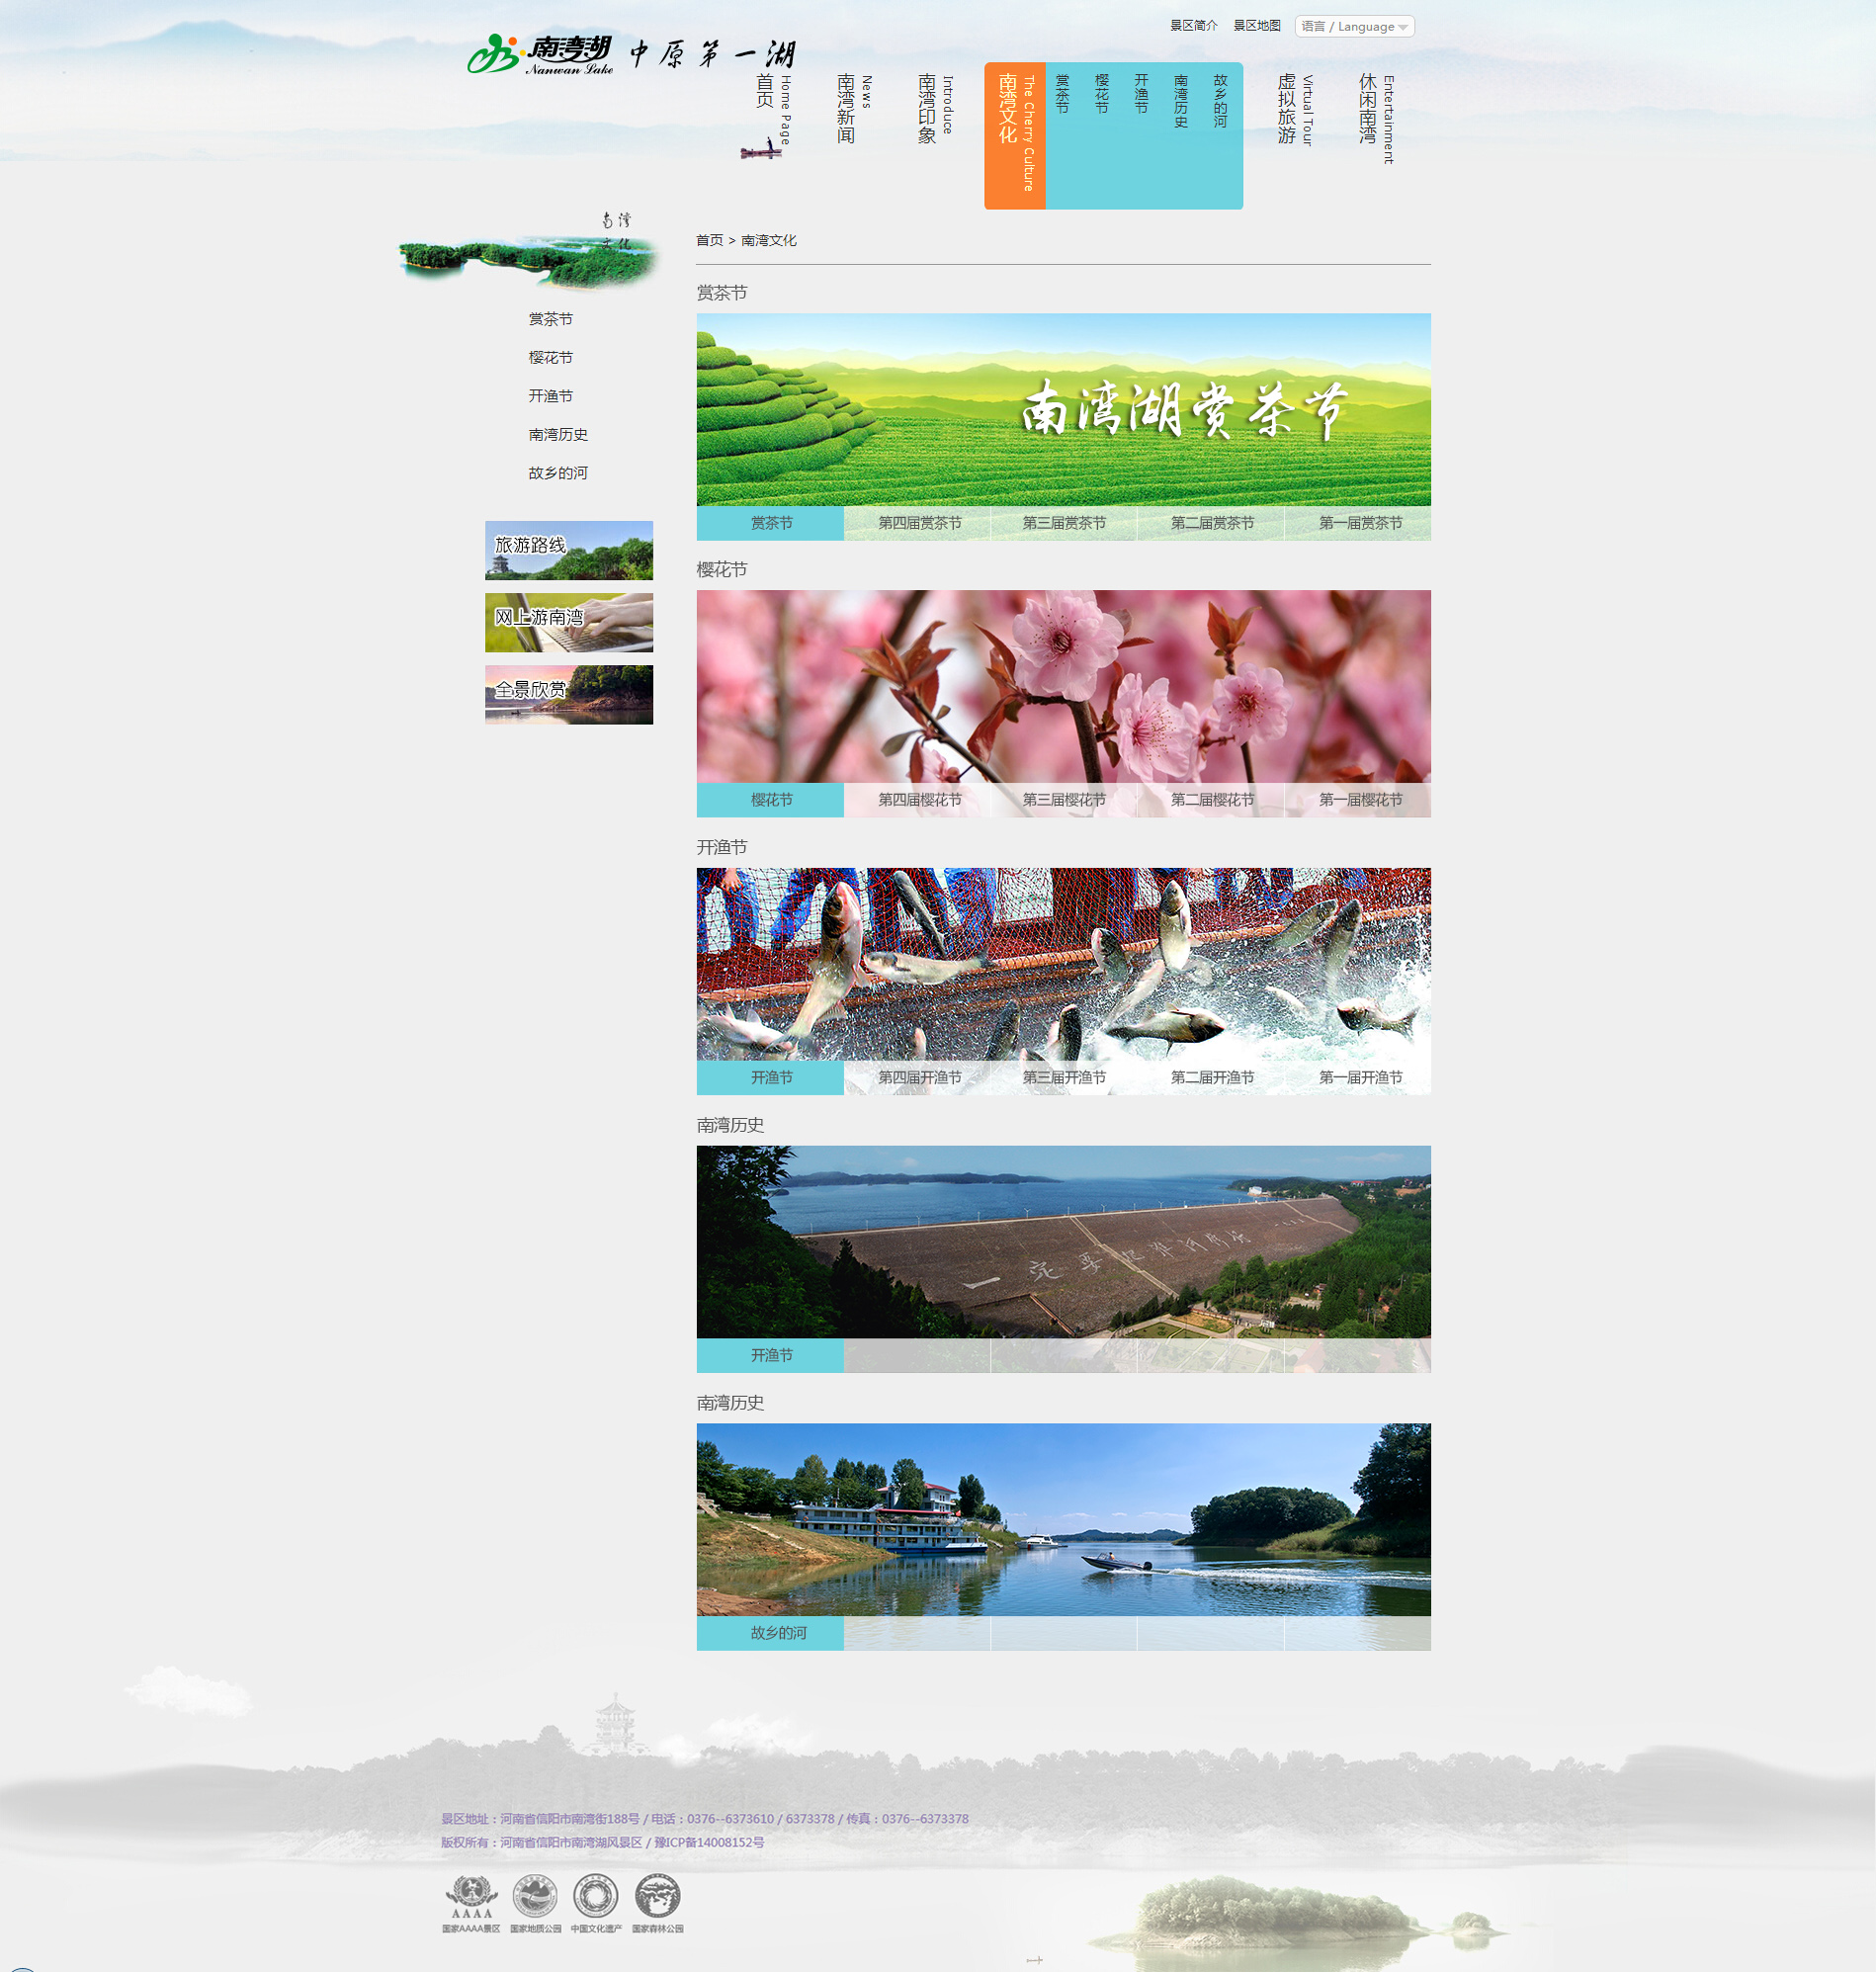 景区简介 景区地图 语言 / Language
南湾湖 中原第一湖
Nanwan Lake
首页 Home Page
南湾新闻 News
南湾印象 Introduce
南湾文化 The Cherry Culture
赏茶节
樱花节
开渔节
南湾历史
故乡的河
虚拟旅游 Virtual Tour
休闲南湾 Entertainment
南湾
文化
赏茶节
樱花节
开渔节
南湾历史
故乡的河
旅游路线
网上游南湾
全景欣赏
首页 > 南湾文化
赏茶节
南湾湖赏茶节
赏茶节 第四届赏茶节 第三届赏茶节 第二届赏茶节 第一届赏茶节
樱花节
樱花节 第四届樱花节 第三届樱花节 第二届樱花节 第一届樱花节
开渔节
开渔节 第四届开渔节 第三届开渔节 第二届开渔节 第一届开渔节
南湾历史
一定要把淮河修好
开渔节
南湾历史
故乡的河
景区地址：河南省信阳市南湾街188号 / 电话：0376--6373610 / 6373378 / 传真：0376--6373378
版权所有：河南省信阳市南湾湖风景区 / 豫ICP备14008152号
AAAA
国家AAAA景区 国家地质公园 中国文化遗产 国家森林公园